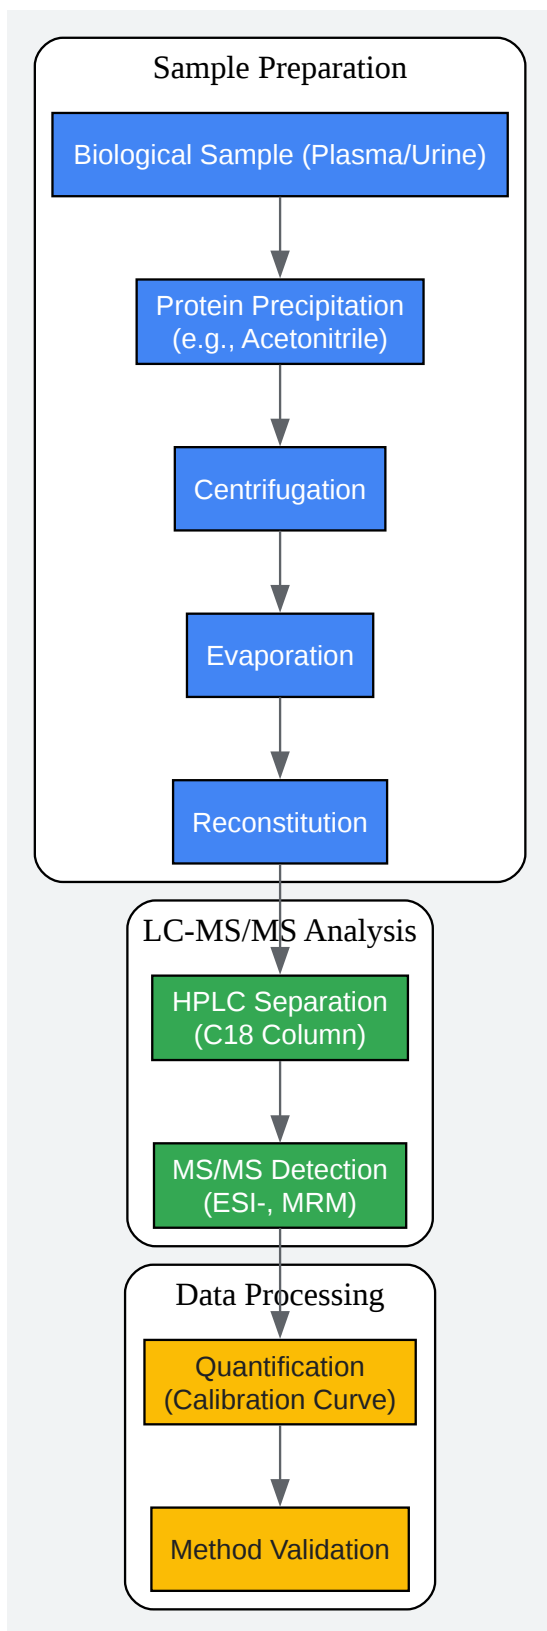 Sample Preparation
Biological Sample (Plasma/Urine)
Protein Precipitation
(e.g., Acetonitrile)
Centrifugation
Evaporation
Reconstitution
LC-MS/MS Analysis
HPLC Separation
(C18 Column)
MS/MS Detection
(ESI-, MRM)
Data Processing
Quantification
(Calibration Curve)
Method Validation